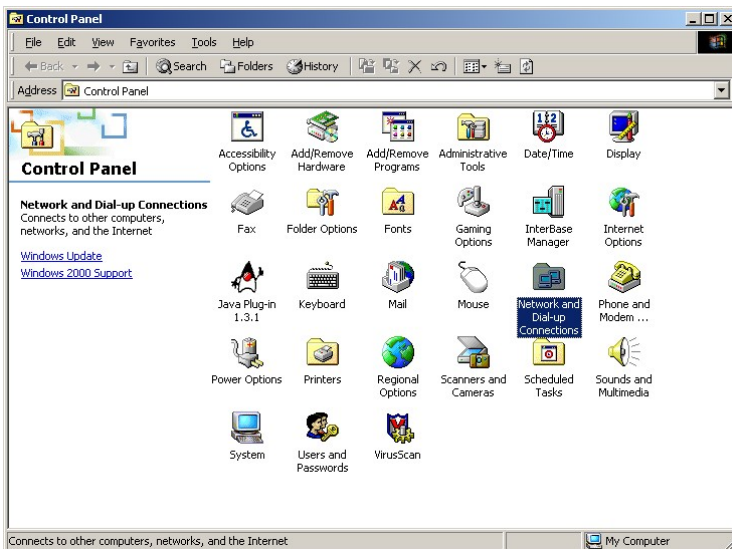 Control Panel
File Edit View Favorites Tools Help
Back Search Folders History
Address Control Panel
Control Panel
Network and Dial-up Connections
Connects to other computers,
networks, and the Internet
Windows Update
Windows 2000 Support
Accessibility
Options
Add/Remove
Hardware
Add/Remove
Programs
Administrative
Tools
Date/Time
Display
Fax
Folder Options
Fonts
Gaming
Options
InterBase
Manager
Internet
Options
Java Plug-in
1.3.1
Keyboard
Mail
Mouse
Network and
Dial-up
Connections
Phone and
Modem ...
Power Options
Printers
Regional
Options
Scanners and
Cameras
Scheduled
Tasks
Sounds and
Multimedia
System
Users and
Passwords
VirusScan
Connects to other computers, networks, and the Internet
My Computer